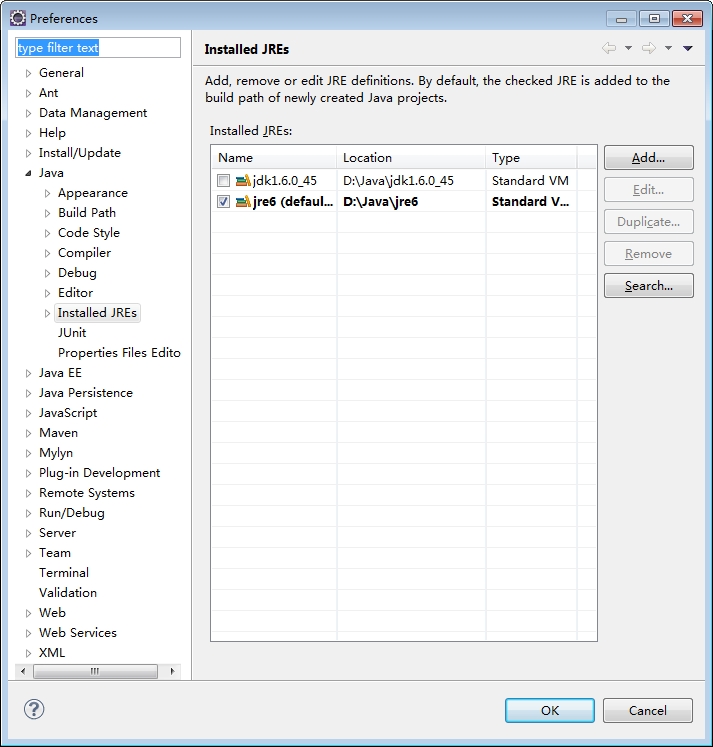 Preferences
type filter text
General
Ant
Data Management
Help
Install/Update
Java
Appearance
Build Path
Code Style
Compiler
Debug
Editor
Installed JREs
JUnit
Properties Files Edito
Java EE
Java Persistence
JavaScript
Maven
Mylyn
Plug-in Development
Remote Systems
Run/Debug
Server
Team
Terminal
Validation
Web
Web Services
XML
Installed JREs
Add, remove or edit JRE definitions. By default, the checked JRE is added to the
build path of newly created Java projects.
Installed JREs:
Name Location Type
jdk1.6.0_45 D:\Java\jdk1.6.0_45 Standard VM
jre6 (defaul... D:\Java\jre6 Standard V...
Add...
Edit...
Duplicate...
Remove
Search...
?
OK Cancel